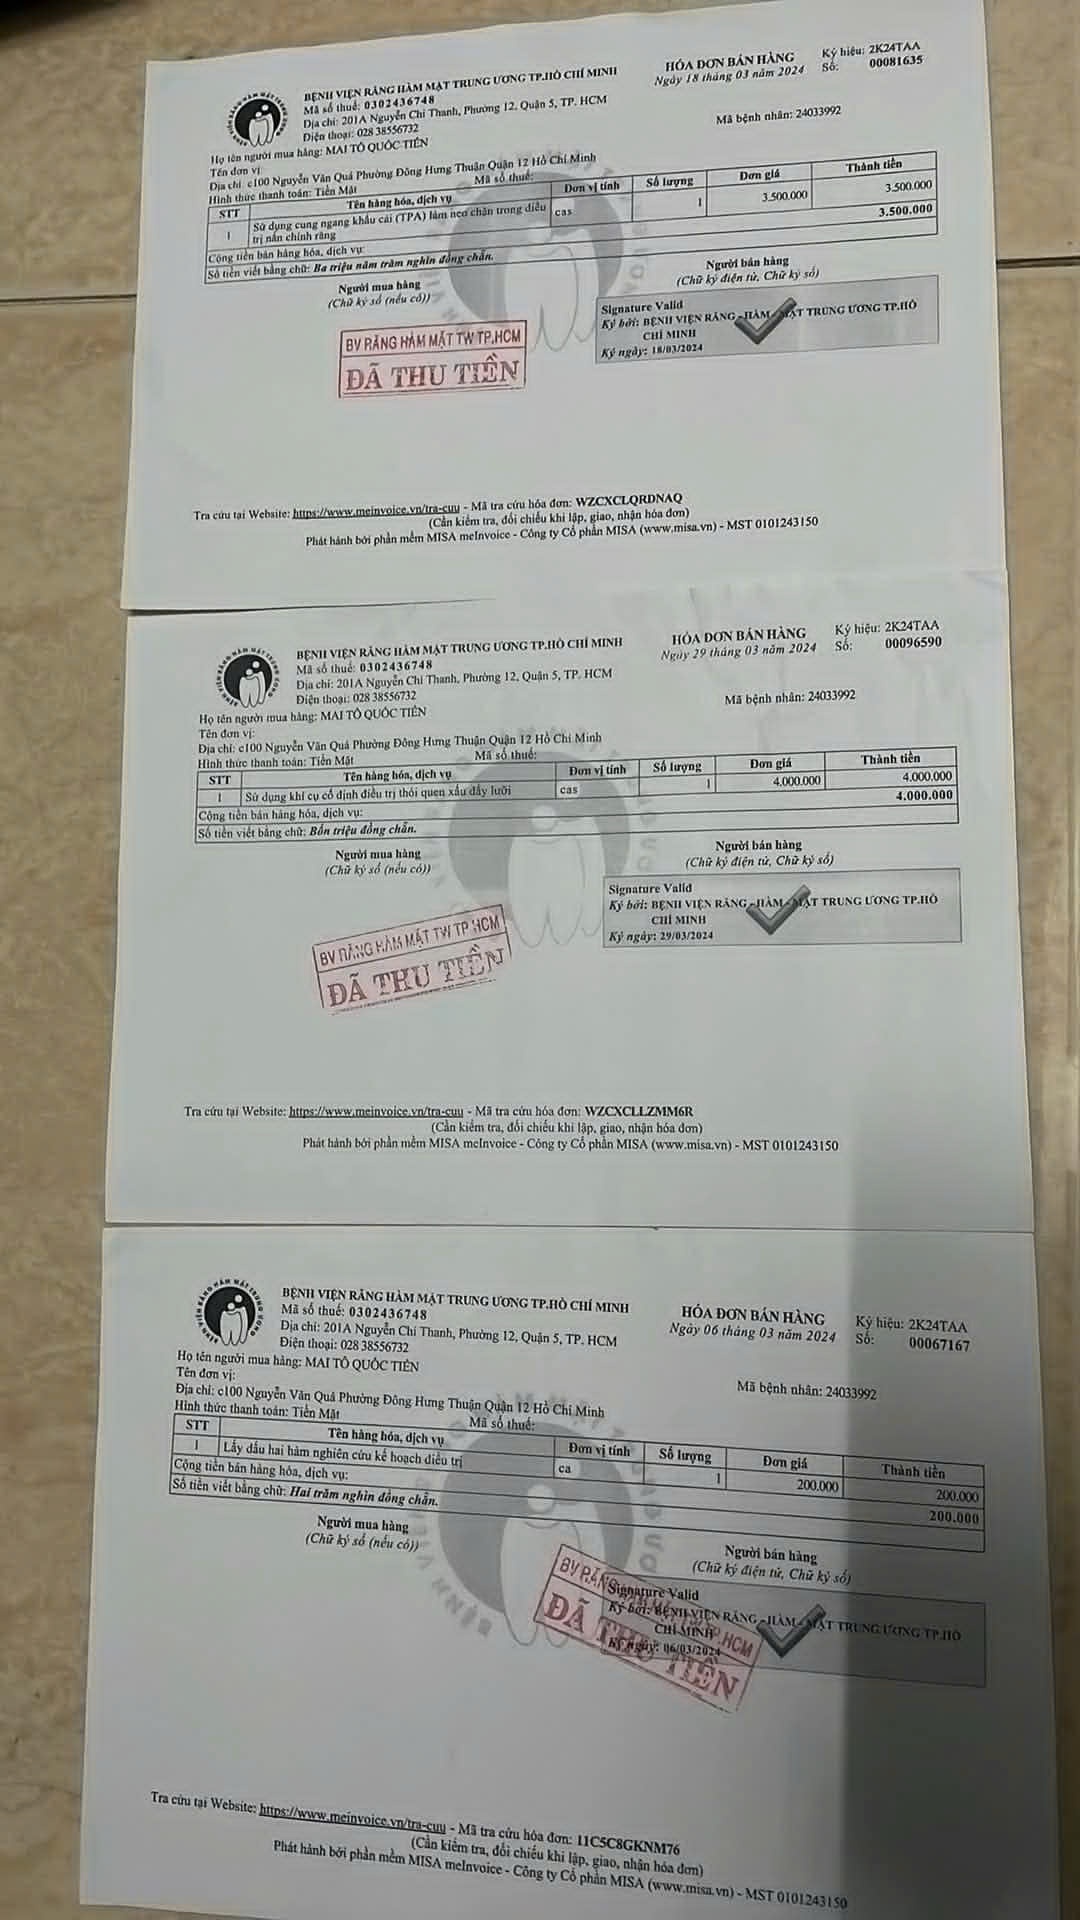 BỆNH VIỆN RĂNG HÀM MẶT TRUNG ƯƠNG TP.HỒ CHÍ MINH
Mã số thuế: 0302436748
Địa chỉ: 201A Nguyễn Chí Thanh, Phường 12, Quận 5, TP. HCM
Điện thoại: 028 38556732
HÓA ĐƠN BÁN HÀNG
Ngày 18 tháng 03 năm 2024
Ký hiệu: 2K24TAA
Số: 00081635
Mã bệnh nhân: 24033992
Họ tên người mua hàng: MAI TÔ QUỐC TIẾN
Tên đơn vị:
Địa chỉ: c100 Nguyễn Văn Quá Phường Đông Hưng Thuận Quận 12 Hồ Chí Minh
Hình thức thanh toán: Tiền Mặt Mã số thuế:
STT Tên hàng hóa, dịch vụ Đơn vị tính Số lượng Đơn giá Thành tiền
1 Sử dụng cung ngang khẩu cái (TPA) làm neo chặn trong điều trị nắn chỉnh răng cas 1 3.500.000 3.500.000
Cộng tiền bán hàng hóa, dịch vụ: 3.500.000
Số tiền viết bằng chữ: Ba triệu năm trăm nghìn đồng chẵn.
Người mua hàng
(Chữ ký số (nếu có))
Người bán hàng
(Chữ ký điện tử, Chữ ký số)
Signature Valid
Ký bởi: BỆNH VIỆN RĂNG - HÀM - MẶT TRUNG ƯƠNG TP.HỒ
CHÍ MINH
Ký ngày: 18/03/2024
BV RĂNG HÀM MẶT TW TP.HCM
ĐÃ THU TIỀN
Tra cứu tại Website: https://www.meinvoice.vn/tra-cuu - Mã tra cứu hóa đơn: WZCXCLQRDNAQ
(Cần kiểm tra, đối chiếu khi lập, giao, nhận hóa đơn)
Phát hành bởi phần mềm MISA meInvoice - Công ty Cổ phần MISA (www.misa.vn) - MST 0101243150
BỆNH VIỆN RĂNG HÀM MẶT TRUNG ƯƠNG TP.HỒ CHÍ MINH
Mã số thuế: 0302436748
Địa chỉ: 201A Nguyễn Chí Thanh, Phường 12, Quận 5, TP. HCM
Điện thoại: 028 38556732
HÓA ĐƠN BÁN HÀNG
Ngày 29 tháng 03 năm 2024
Ký hiệu: 2K24TAA
Số: 00096590
Mã bệnh nhân: 24033992
Họ tên người mua hàng: MAI TÔ QUỐC TIẾN
Tên đơn vị:
Địa chỉ: c100 Nguyễn Văn Quá Phường Đông Hưng Thuận Quận 12 Hồ Chí Minh
Hình thức thanh toán: Tiền Mặt Mã số thuế:
STT Tên hàng hóa, dịch vụ Đơn vị tính Số lượng Đơn giá Thành tiền
1 Sử dụng khí cụ cố định điều trị thói quen xấu đẩy lưỡi cas 1 4.000.000 4.000.000
Cộng tiền bán hàng hóa, dịch vụ: 4.000.000
Số tiền viết bằng chữ: Bốn triệu đồng chẵn.
Người mua hàng
(Chữ ký số (nếu có))
Người bán hàng
(Chữ ký điện tử, Chữ ký số)
Signature Valid
Ký bởi: BỆNH VIỆN RĂNG - HÀM - MẶT TRUNG ƯƠNG TP.HỒ
CHÍ MINH
Ký ngày: 29/03/2024
BV RĂNG HÀM MẶT TW TP HCM
ĐÃ THU TIỀN
Tra cứu tại Website: https://www.meinvoice.vn/tra-cuu - Mã tra cứu hóa đơn: WZCXCLLZMM6R
(Cần kiểm tra, đối chiếu khi lập, giao, nhận hóa đơn)
Phát hành bởi phần mềm MISA meInvoice - Công ty Cổ phần MISA (www.misa.vn) - MST 0101243150
BỆNH VIỆN RĂNG HÀM MẶT TRUNG ƯƠNG TP.HỒ CHÍ MINH
Mã số thuế: 0302436748
Địa chỉ: 201A Nguyễn Chí Thanh, Phường 12, Quận 5, TP. HCM
Điện thoại: 028 38556732
HÓA ĐƠN BÁN HÀNG
Ngày 06 tháng 03 năm 2024
Ký hiệu: 2K24TAA
Số: 00067167
Mã bệnh nhân: 24033992
Họ tên người mua hàng: MAI TÔ QUỐC TIẾN
Tên đơn vị:
Địa chỉ: c100 Nguyễn Văn Quá Phường Đông Hưng Thuận Quận 12 Hồ Chí Minh
Hình thức thanh toán: Tiền Mặt Mã số thuế:
STT Tên hàng hóa, dịch vụ Đơn vị tính Số lượng Đơn giá Thành tiền
1 Lấy dấu hai hàm nghiên cứu kế hoạch điều trị ca 1 200.000 200.000
Cộng tiền bán hàng hóa, dịch vụ: 200.000
Số tiền viết bằng chữ: Hai trăm nghìn đồng chẵn.
Người mua hàng
(Chữ ký số (nếu có))
Người bán hàng
(Chữ ký điện tử, Chữ ký số)
Signature Valid
Ký bởi: BỆNH VIỆN RĂNG - HÀM - MẶT TRUNG ƯƠNG TP.HỒ
CHÍ MINH
Ký ngày: 06/03/2024
ĐÃ THU TIỀN
Tra cứu tại Website: https://www.meinvoice.vn/tra-cuu - Mã tra cứu hóa đơn: 11C5C8GKNM76
(Cần kiểm tra, đối chiếu khi lập, giao, nhận hóa đơn)
Phát hành bởi phần mềm MISA meInvoice - Công ty Cổ phần MISA (www.misa.vn) - MST 0101243150